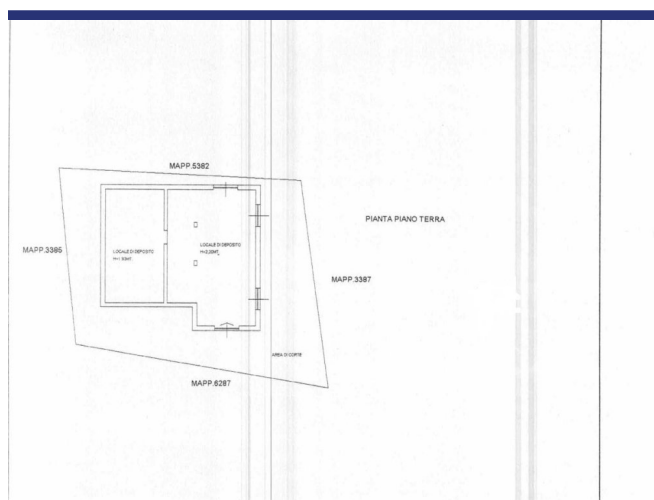 MAPP.5382
PIANTA PIANO TERRA
MAPP.3386
LOCALE DI DEPOSITO
LOCALE DI DEPOSITO
MAPP.3387
AREA DI CORTE
MAPP.6287